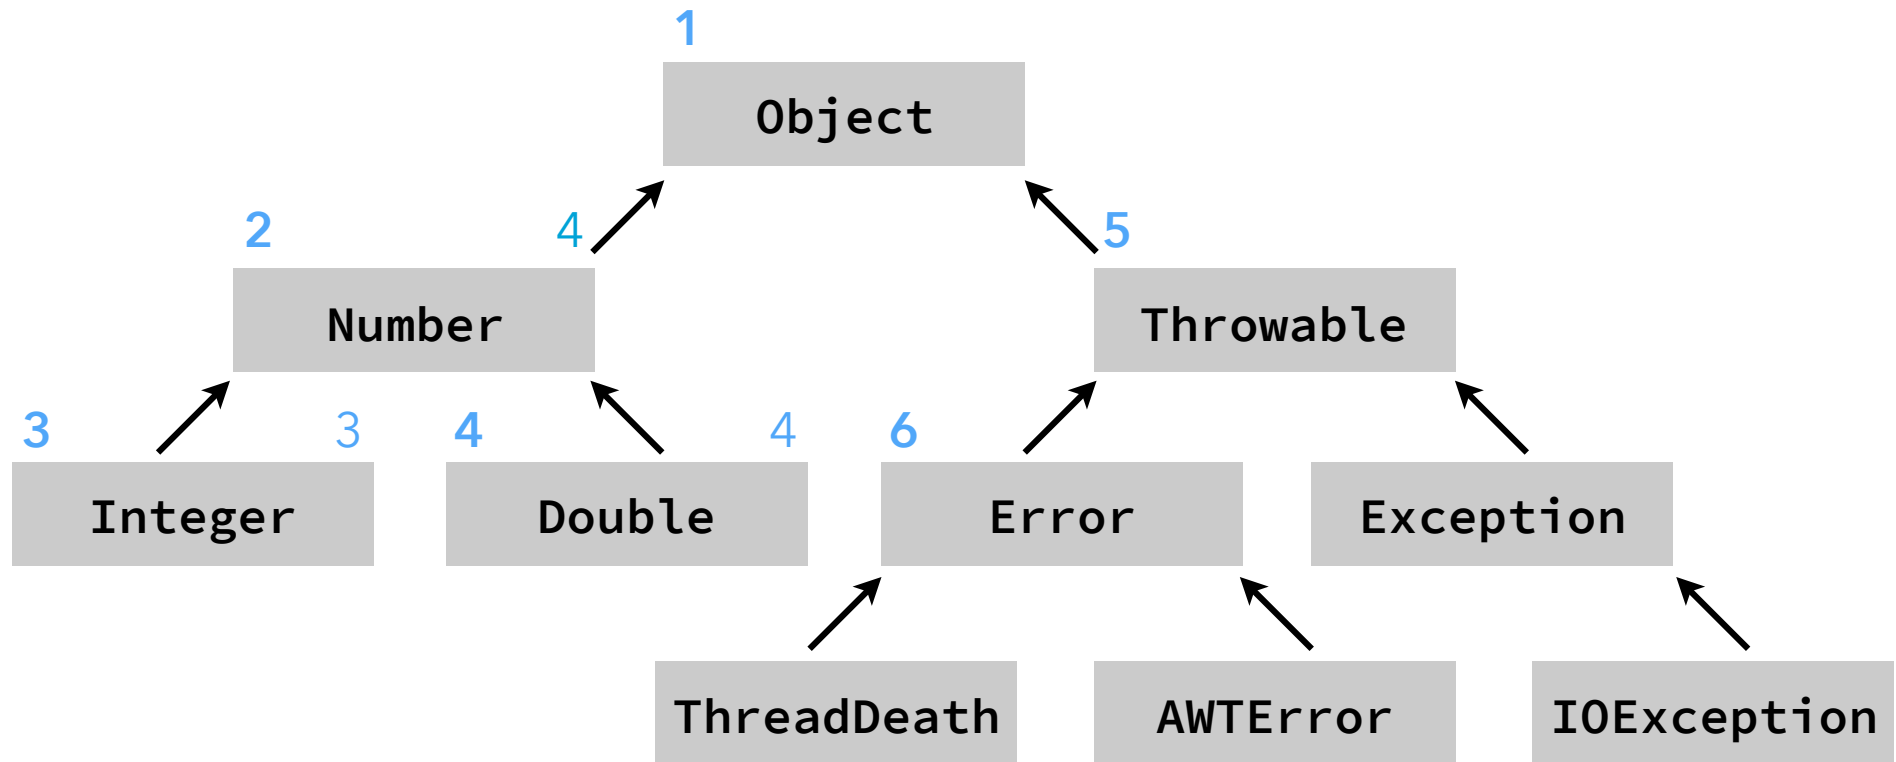 1
Object
2 4 5
Number Throwable
3 3 4 4 6
Integer Double Error Exception
ThreadDeath AWTError IOException